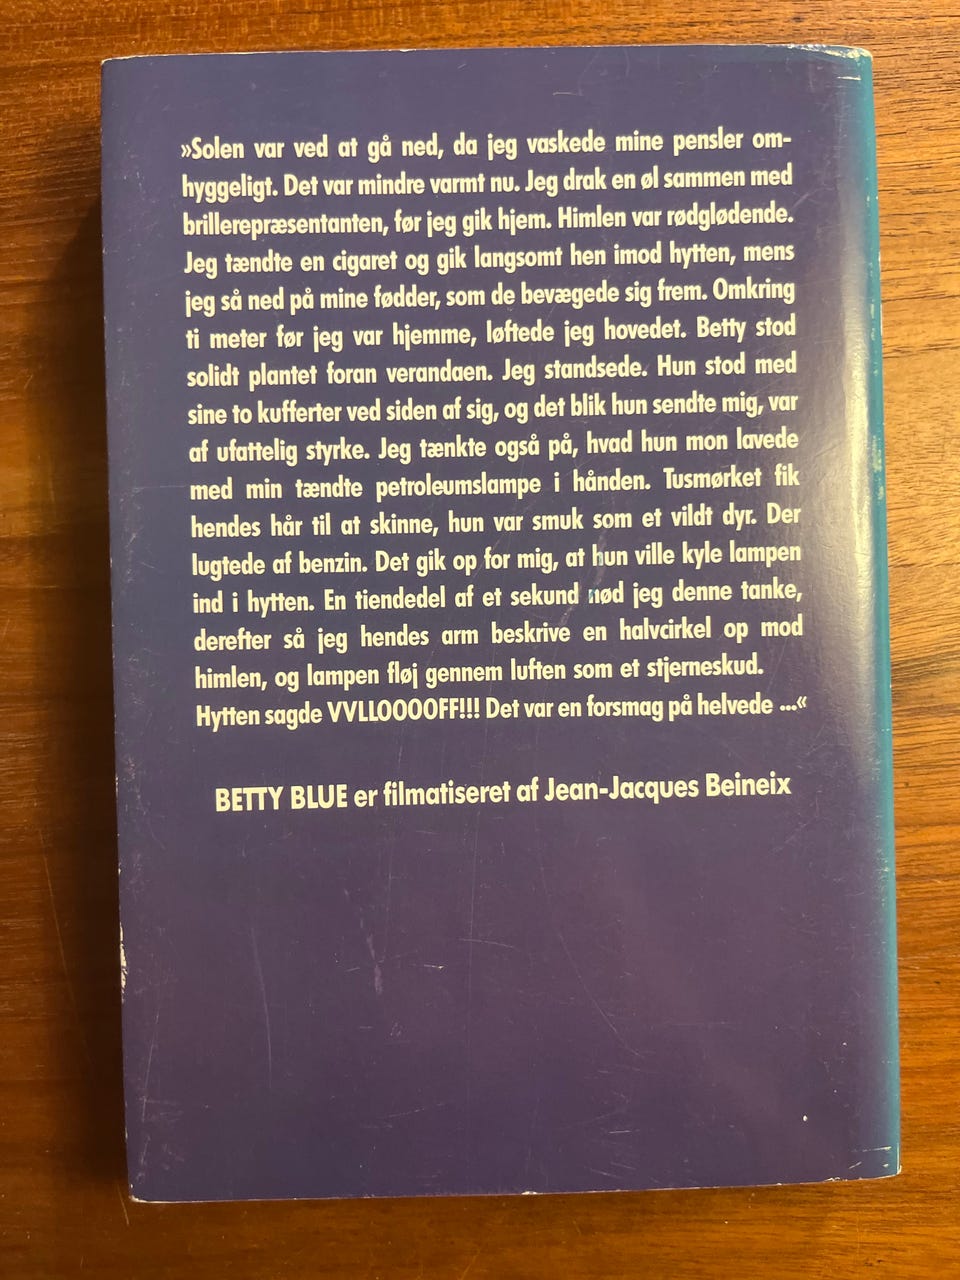 »Solen var ved at gå ned, da jeg vaskede mine pensler om-
hyggeligt. Det var mindre varmt nu. Jeg drak en øl sammen med
brillerepræsentanten, før jeg gik hjem. Himlen var rødglødende.
Jeg tændte en cigaret og gik langsomt hen imod hytten, mens
jeg så ned på mine fødder, som de bevægede sig frem. Omkring
ti meter før jeg var hjemme, løftede jeg hovedet. Betty stod
solidt plantet foran verandaen. Jeg standsede. Hun stod med
sine to kufferter ved siden af sig, og det blik hun sendte mig, var
af ufattelig styrke. Jeg tænkte også på, hvad hun mon lavede
med min tændte petroleumslampe i hånden. Tusmørket fik
hendes hår til at skinne, hun var smuk som et vildt dyr. Der
lugtede af benzin. Det gik op for mig, at hun ville kyle lampen
ind i hytten. En tiendedel af et sekund nød jeg denne tanke,
derefter så jeg hendes arm beskrive en halvcirkel op mod
himlen, og lampen fløj gennem luften som et stjerneskud.
Hytten sagde VVLLOOOOFF!!! Det var en forsmag på helvede ...«
BETTY BLUE er filmatiseret af Jean-Jacques Beineix